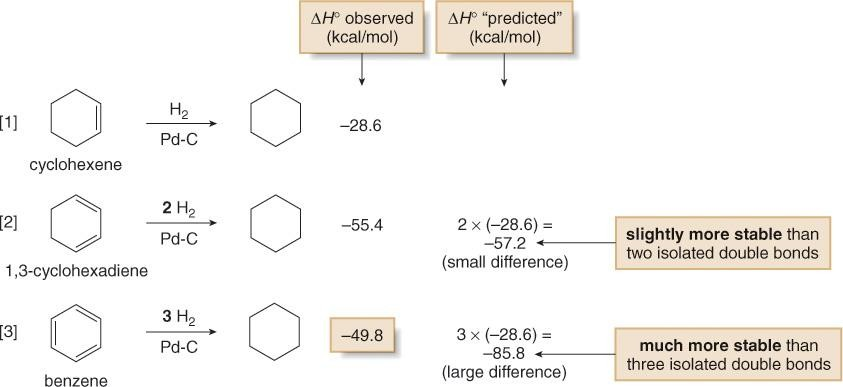 ΔH° observed
(kcal/mol)
ΔH° “predicted”
(kcal/mol)
[1]
H₂
Pd-C
–28.6
cyclohexene
[2]
2 H₂
Pd-C
–55.4
2 × (–28.6) =
–57.2
(small difference)
slightly more stable than
two isolated double bonds
1,3-cyclohexadiene
[3]
3 H₂
Pd-C
–49.8
3 × (–28.6) =
–85.8
(large difference)
much more stable than
three isolated double bonds
benzene